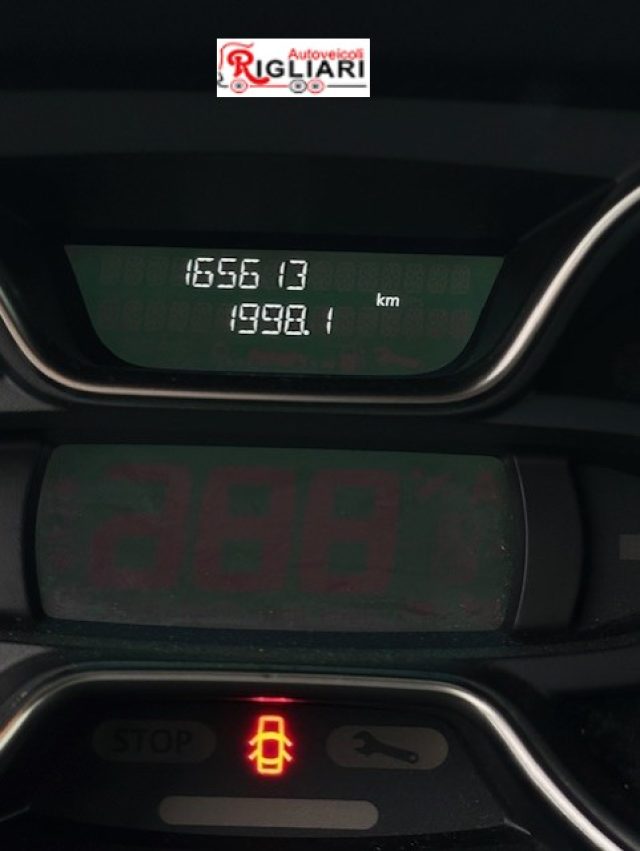 Autoveicoli
RIGLIARI
165613
km
1998.1
STOP